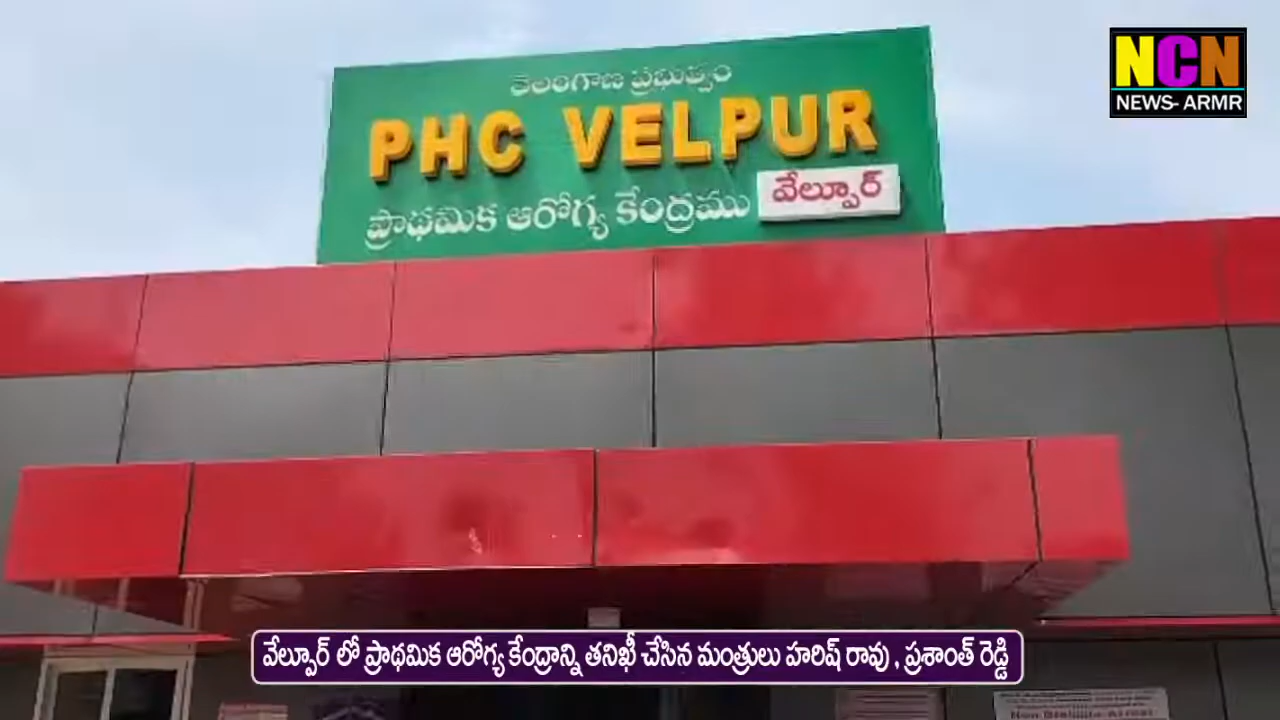 తెలంగాణ ప్రభుత్వం
PHC VELPUR
ప్రాథమిక ఆరోగ్య కేంద్రము వేల్పూర్
NCN
NEWS- ARMR
వేల్పూర్ లో ప్రాథమిక ఆరోగ్య కేంద్రాన్ని తనిఖీ చేసిన మంత్రులు హరిష్ రావు , ప్రశాంత్ రెడ్డి